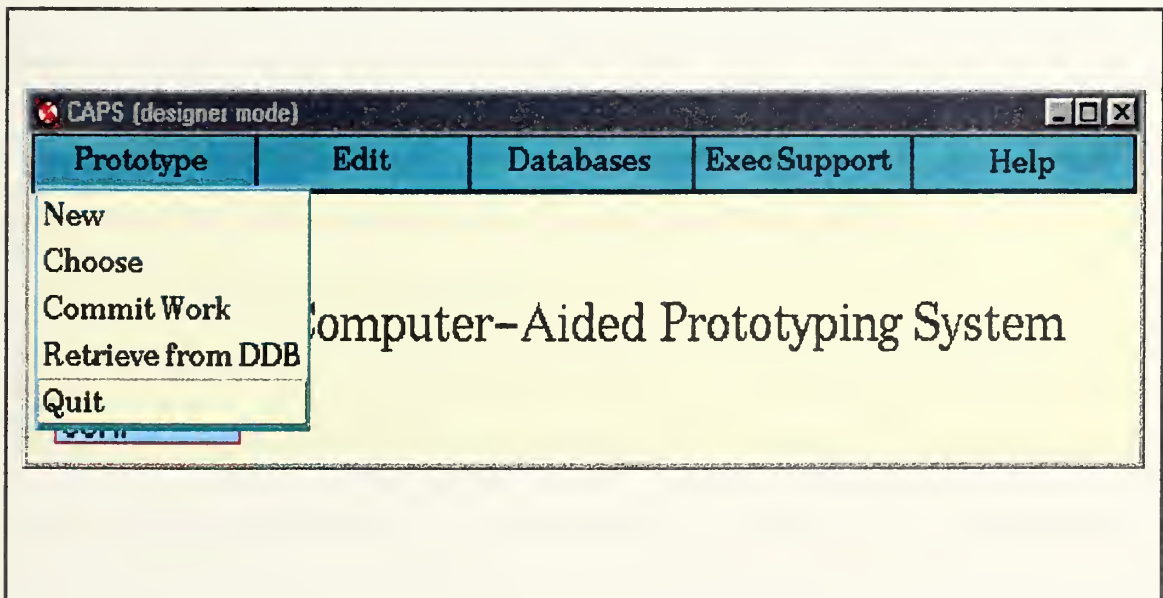 CAPS (designer mode)
Prototype Edit Databases Exec Support Help
New
Choose
Commit Work
Retrieve from DDB
Quit
omputer-Aided Prototyping System